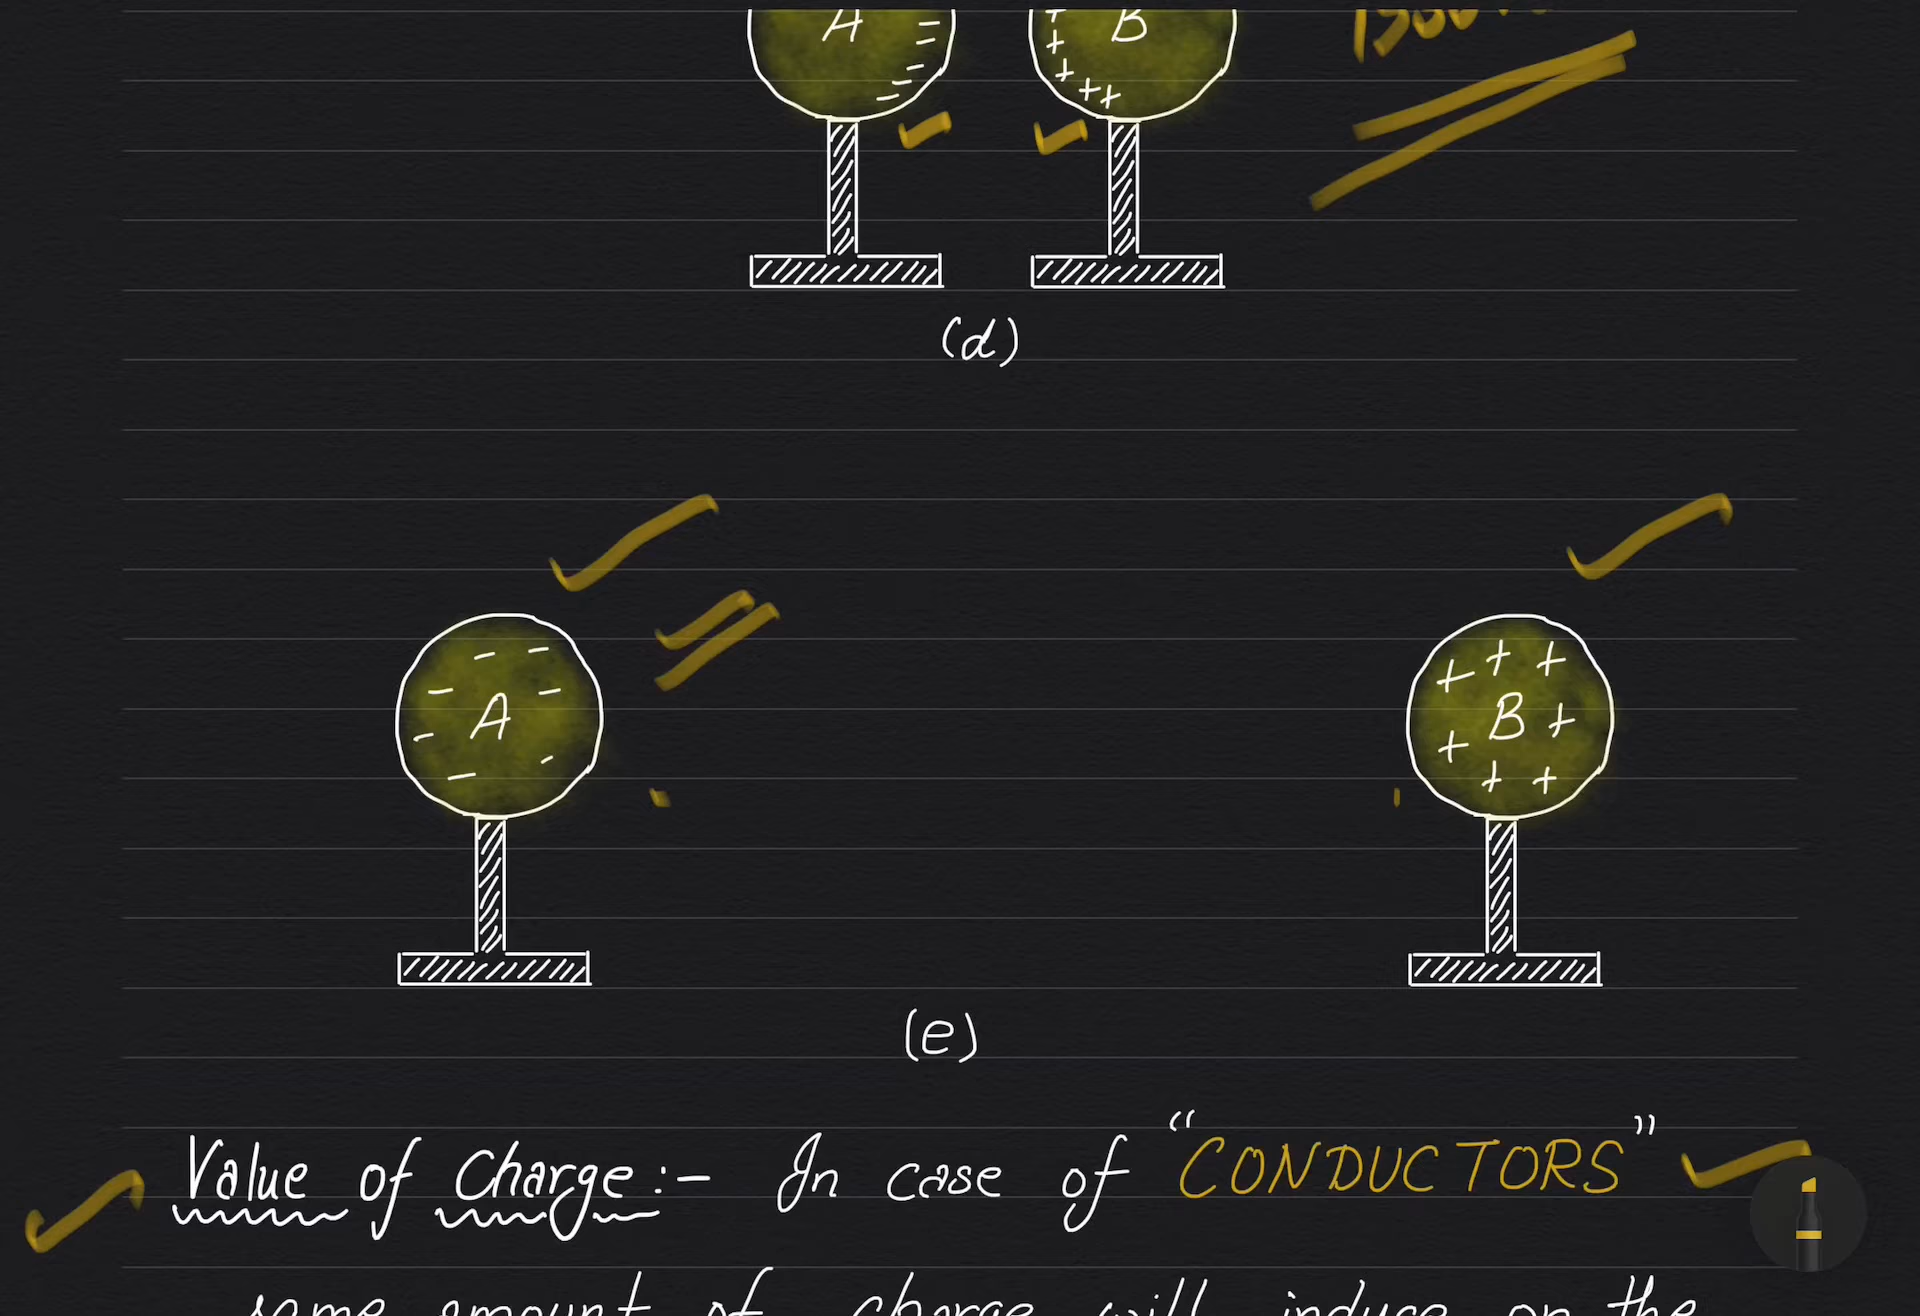 A B
(d)
A B
(e)
Value of Charge:- In case of "CONDUCTORS"
same amount of charge will induce on the